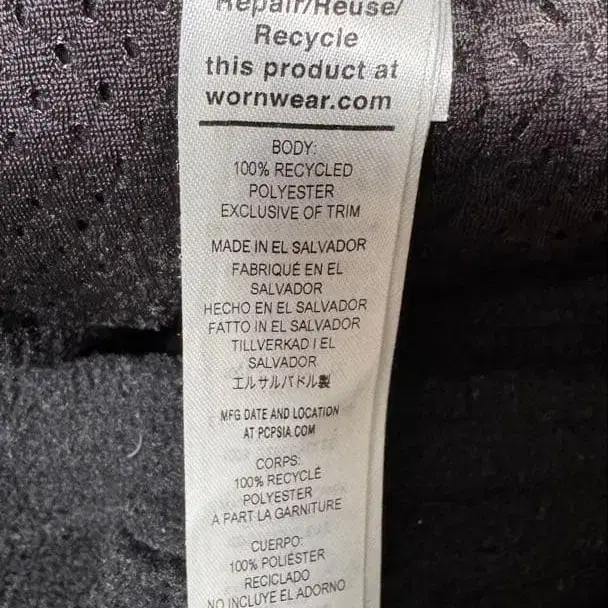 Repair/Reuse/
Recycle
this product at
wornwear.com
BODY:
100% RECYCLED
POLYESTER
EXCLUSIVE OF TRIM
MADE IN EL SALVADOR
FABRIQUÉ EN EL
SALVADOR
HECHO EN EL SALVADOR
FATTO IN EL SALVADOR
TILLVERKAD I EL
SALVADOR
エルサルバドル製
MFG DATE AND LOCATION
AT PCPSIA.COM
CORPS:
100% RECYCLÉ
POLYESTER
A PART LA GARNITURE
CUERPO:
100% POLIÉSTER
RECICLADO
NO INCLUYE EL ADORNO